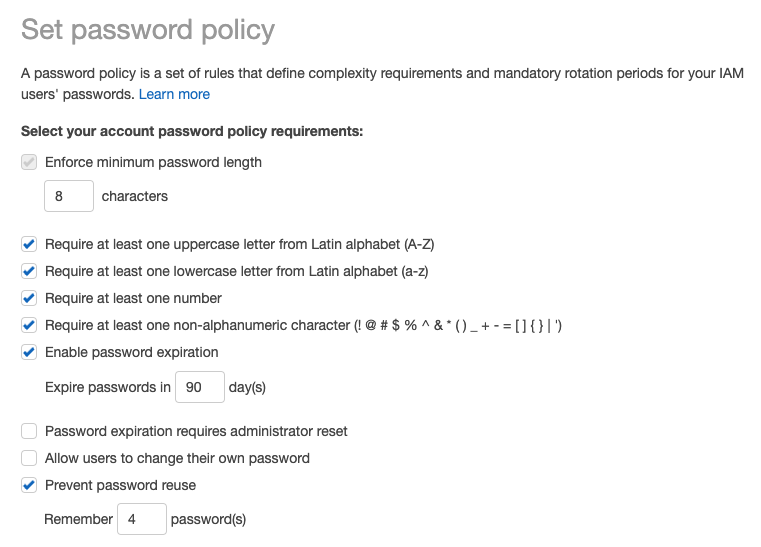 Set password policy
A password policy is a set of rules that define complexity requirements and mandatory rotation periods for your IAM
users' passwords. Learn more
Select your account password policy requirements:
Enforce minimum password length
8 characters
Require at least one uppercase letter from Latin alphabet (A-Z)
Require at least one lowercase letter from Latin alphabet (a-z)
Require at least one number
Require at least one non-alphanumeric character (! @ # $ % ^ & * ( ) _ + - = [ ] { } | ')
Enable password expiration
Expire passwords in 90 day(s)
Password expiration requires administrator reset
Allow users to change their own password
Prevent password reuse
Remember 4 password(s)